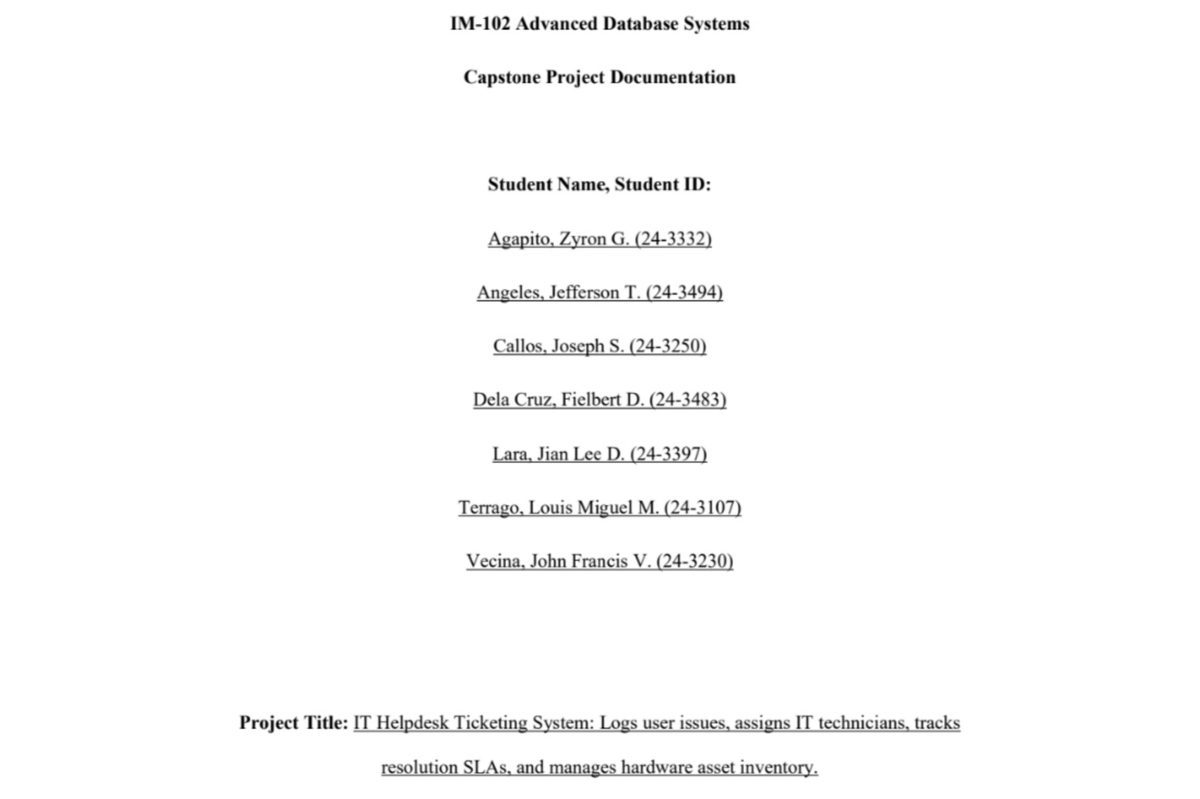 IM-102 Advanced Database Systems
Capstone Project Documentation
Student Name, Student ID:
Agapito, Zyron G. (24-3332)
Angeles, Jefferson T. (24-3494)
Callos, Joseph S. (24-3250)
Dela Cruz, Fielbert D. (24-3483)
Lara, Jian Lee D. (24-3397)
Terrago, Louis Miguel M. (24-3107)
Vecina, John Francis V. (24-3230)
Project Title: IT Helpdesk Ticketing System: Logs user issues, assigns IT technicians, tracks
resolution SLAs, and manages hardware asset inventory.